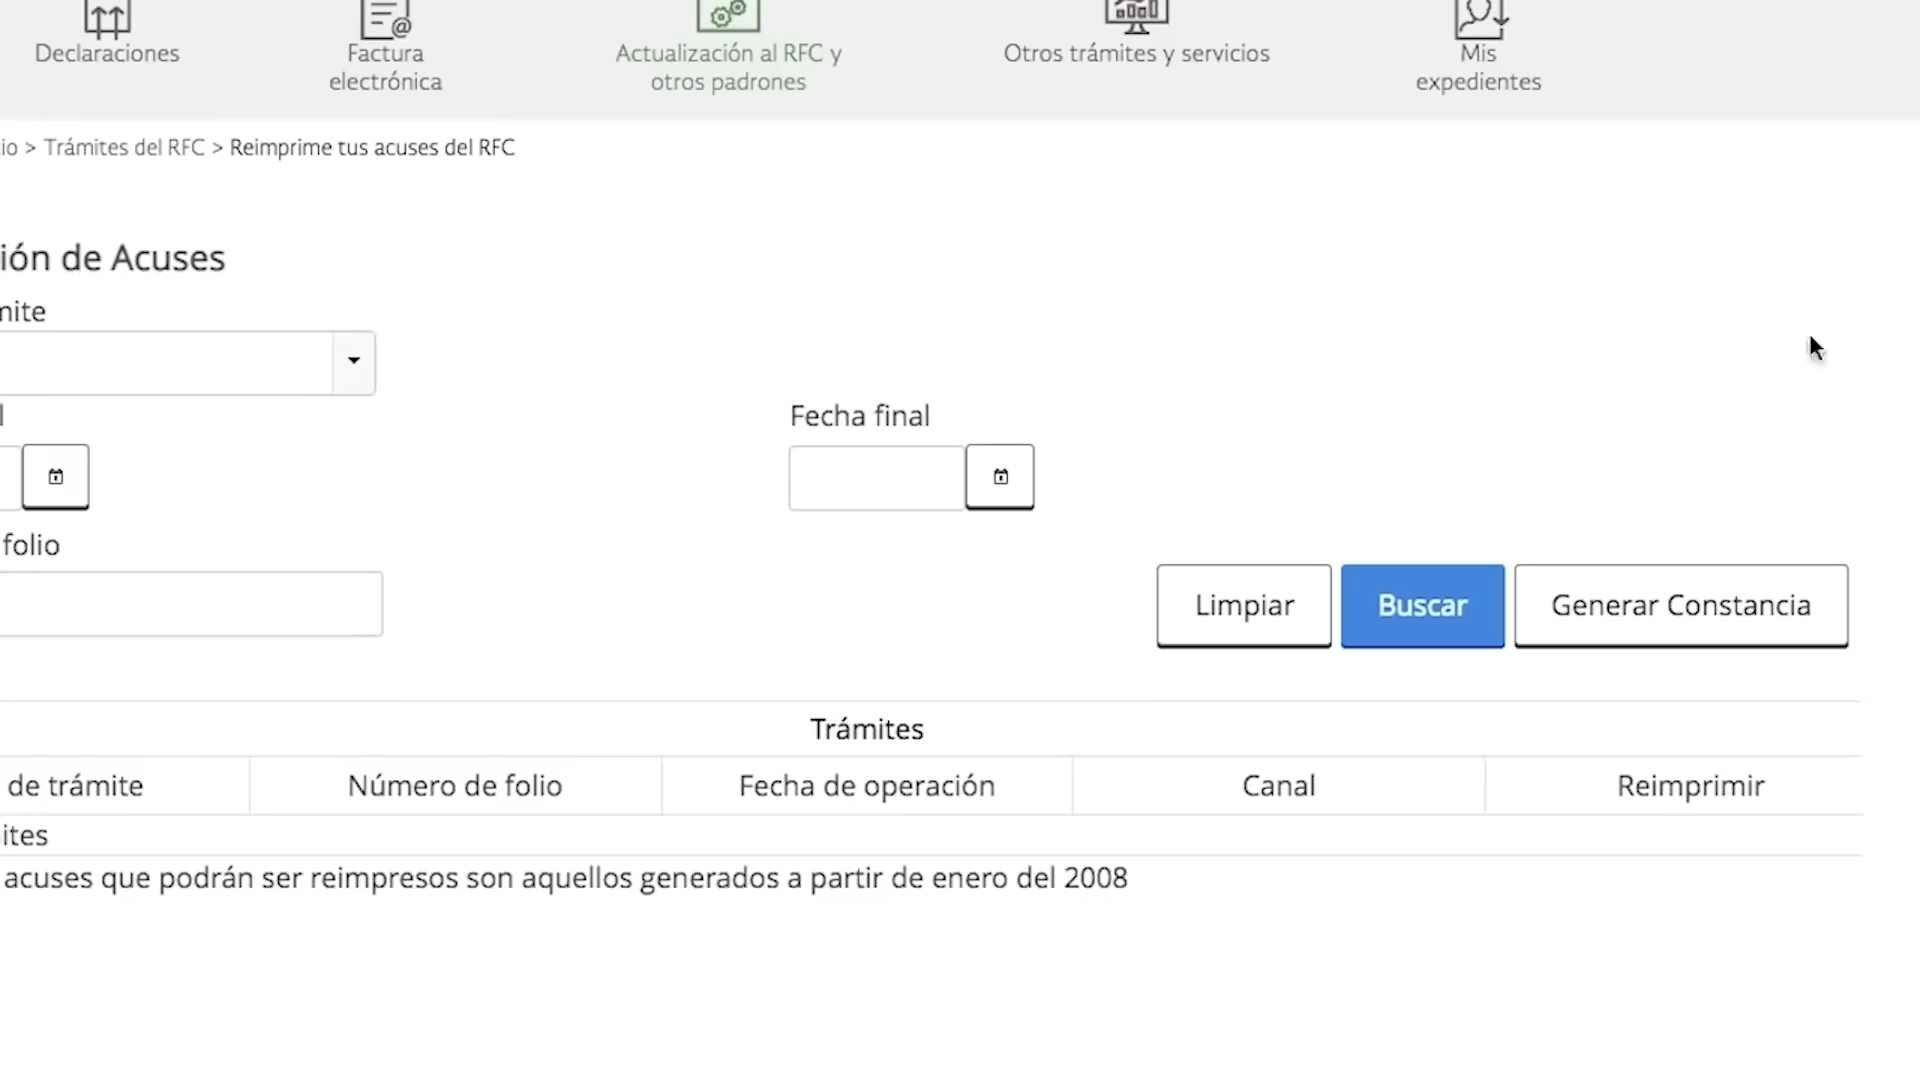 Declaraciones
Factura
electrónica
Actualización al RFC y
otros padrones
Otros trámites y servicios
Mis
expedientes
io > Trámites del RFC > Reimprime tus acuses del RFC
ión de Acuses
mite
l
Fecha final
folio
Limpiar
Buscar
Generar Constancia
Trámites
de trámite
Número de folio
Fecha de operación
Canal
Reimprimir
ites
acuses que podrán ser reimpresos son aquellos generados a partir de enero del 2008